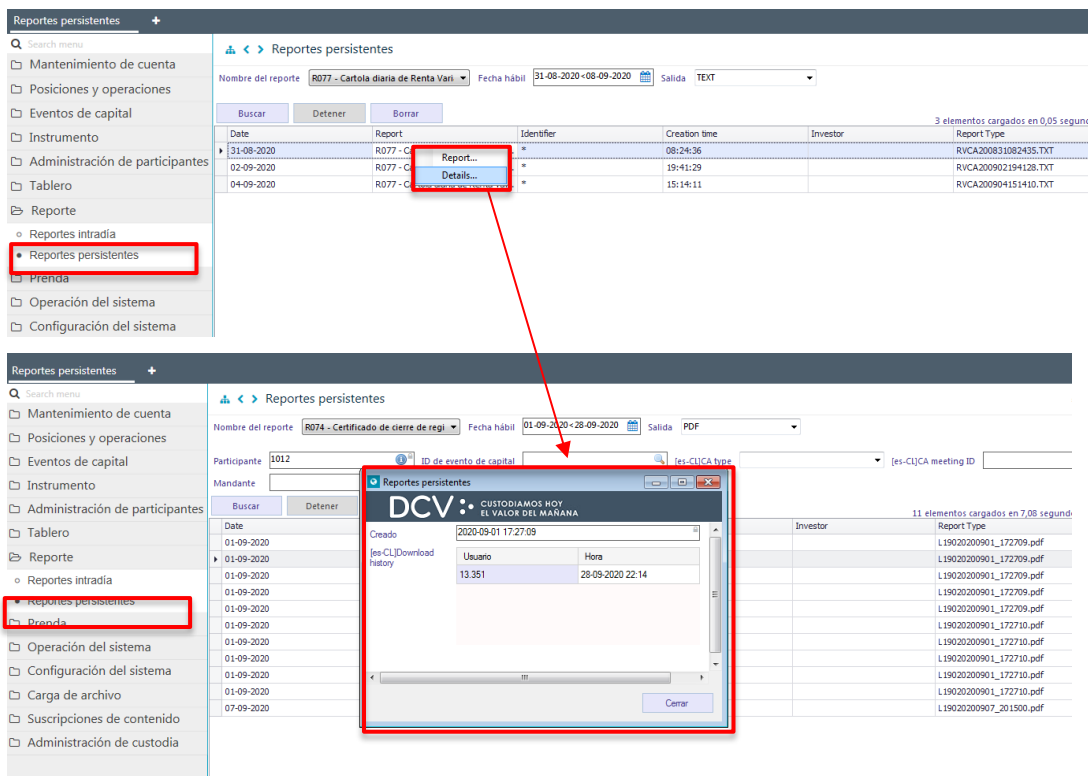 Reportes persistentes +
Search menu
Mantenimiento de cuenta
Posiciones y operaciones
Eventos de capital
Instrumento
Administración de participantes
Tablero
Reporte
Reportes intradía
Reportes persistentes
Prenda
Operación del sistema
Configuración del sistema
Reportes persistentes
Nombre del reporte R077 - Cartola diaria de Renta Vari Fecha hábil 31-08-2020<08-09-2020 Salida TEXT
Buscar Detener Borrar
3 elementos cargados en 0,05 segun
Date Report Identifier Creation time Investor Report Type
31-08-2020 R077 - C * 08:24:36 RVCA200831082435.TXT
02-09-2020 R077 - C * 19:41:29 RVCA200902194128.TXT
04-09-2020 R077 - * 15:14:11 RVCA200904151410.TXT
Report...
Details...
Reportes persistentes +
Search menu
Mantenimiento de cuenta
Posiciones y operaciones
Eventos de capital
Instrumento
Administración de participantes
Tablero
Reporte
Reportes intradía
Reportes persistentes
Prenda
Operación del sistema
Configuración del sistema
Carga de archivo
Suscripciones de contenido
Administración de custodia
Reportes persistentes
Nombre del reporte R074 - Certificado de cierre de regi Fecha hábil 01-09-2020<28-09-2020 Salida PDF
Participante 1012 ID de evento de capital [es-CL]CA type [es-CL]CA meeting ID
Mandante
Buscar Detener
11 elementos cargados en 7,08 segund
Date Investor Report Type
01-09-2020 L19020200901_172709.pdf
01-09-2020 L19020200901_172709.pdf
01-09-2020 L19020200901_172709.pdf
01-09-2020 L19020200901_172709.pdf
01-09-2020 L19020200901_172709.pdf
01-09-2020 L19020200901_172710.pdf
01-09-2020 L19020200901_172710.pdf
01-09-2020 L19020200901_172710.pdf
01-09-2020 L19020200901_172710.pdf
01-09-2020 L19020200901_172710.pdf
07-09-2020 L19020200907_201500.pdf
Reportes persistentes
DCV CUSTODIAMOS HOY
EL VALOR DEL MAÑANA
Creado 2020-09-01 17:27:09
[es-CL]Download
history
Usuario Hora
13.351 28-09-2020 22:14
Cerrar